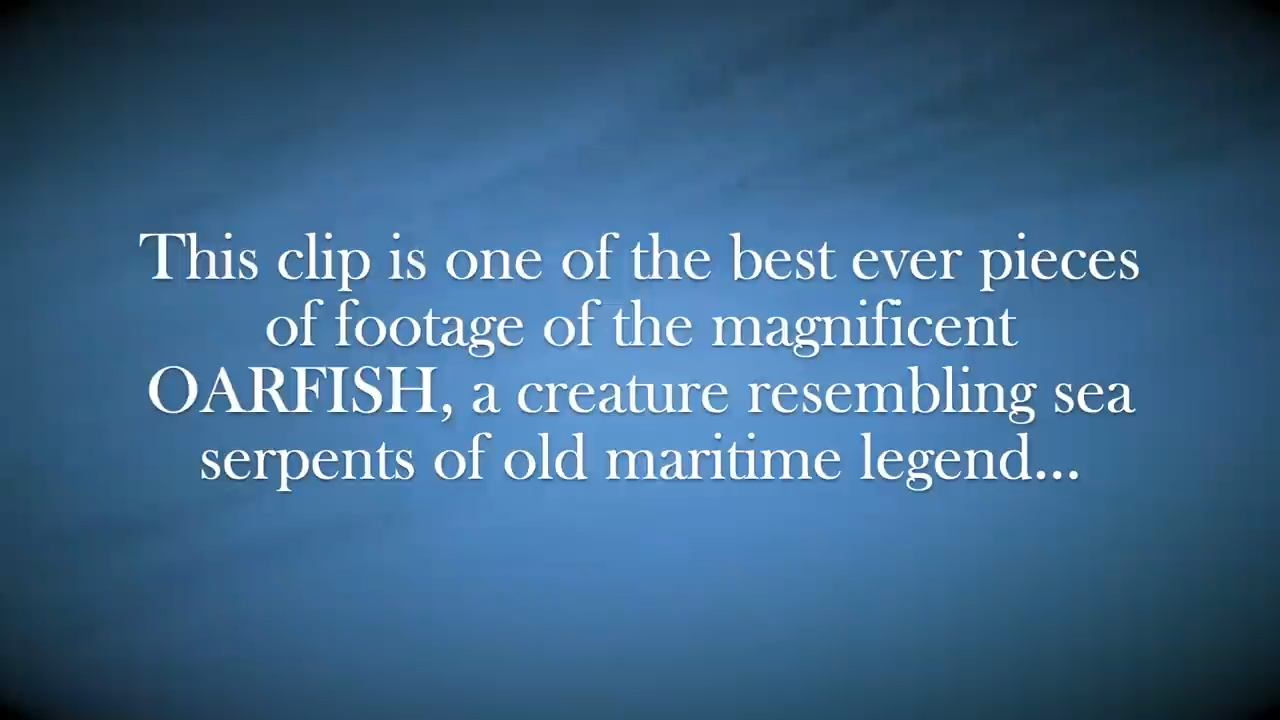 This clip is one of the best ever pieces
of footage of the magnificent
OARFISH, a creature resembling sea
serpents of old maritime legend...